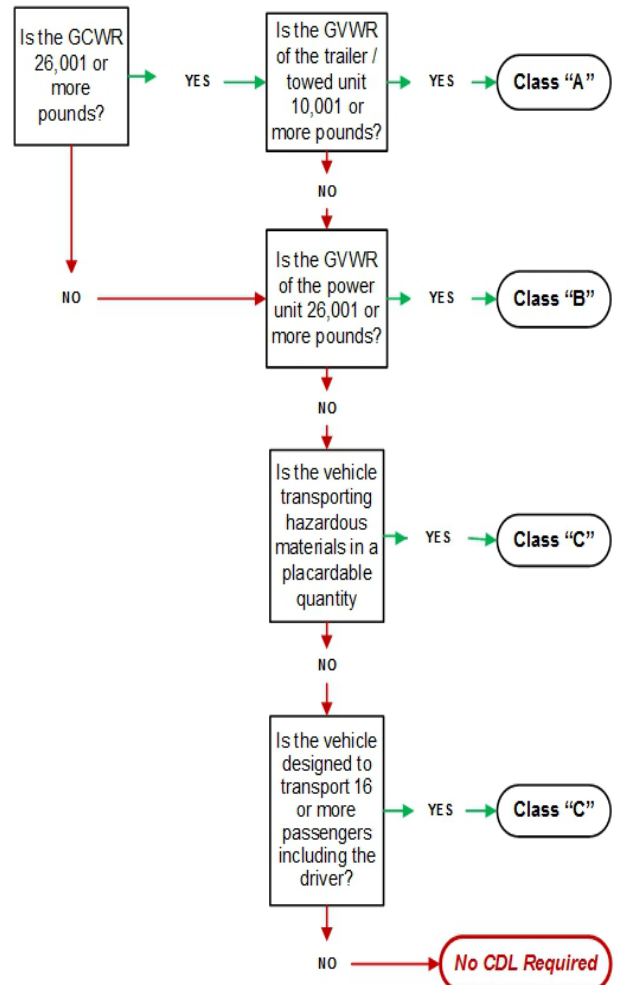 Is the GCWR
26,001 or
more
pounds?
YES
Is the GVWR
of the trailer /
towed unit
10,001 or
more pounds?
YES
Class “A”
NO
NO
Is the GVWR
of the power
unit 26,001 or
more pounds?
YES
Class “B”
NO
Is the vehicle
transporting
hazardous
materials in a
placardable
quantity
YES
Class “C”
NO
Is the vehicle
designed to
transport 16
or more
passengers
including the
driver?
YES
Class “C”
NO
No CDL Required